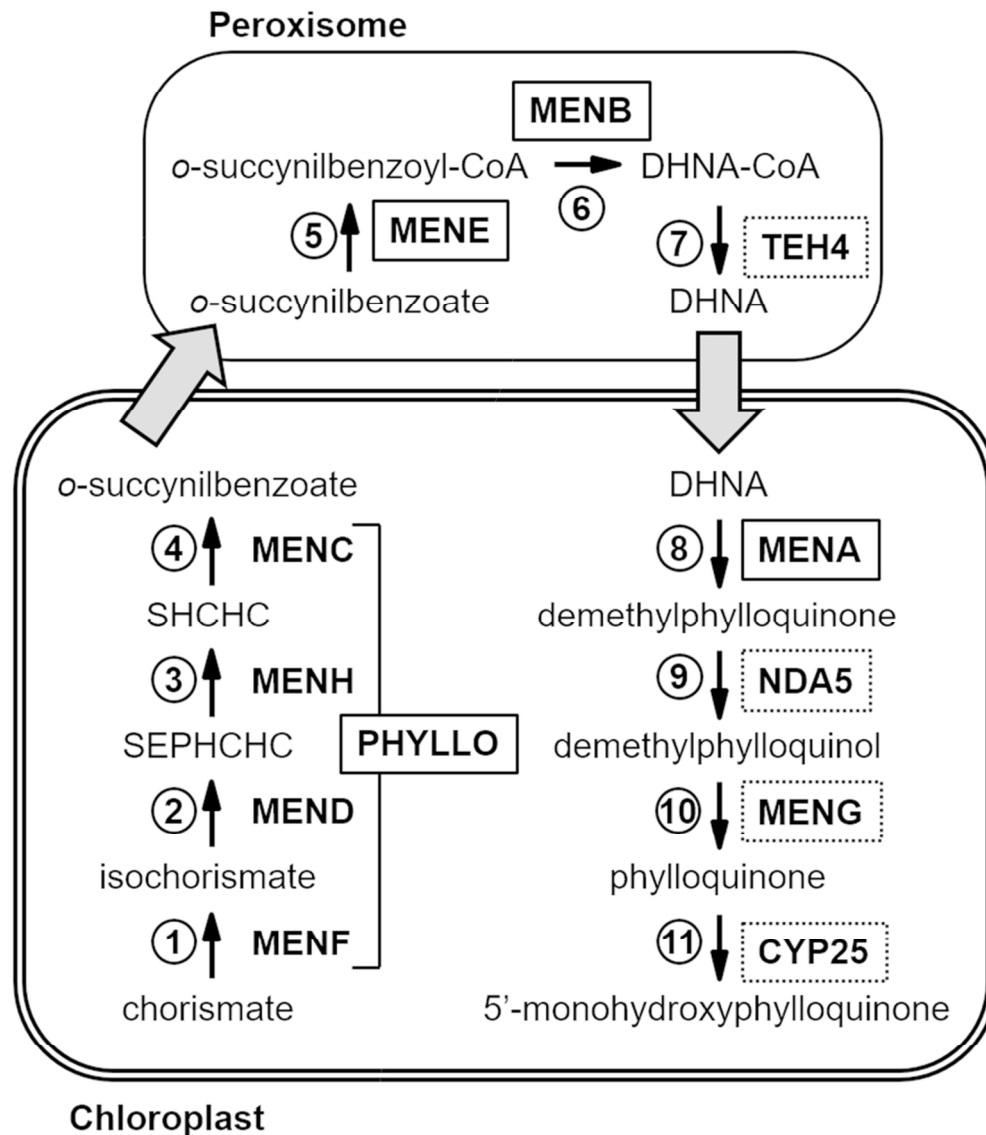 Peroxisome
MENB
o-succynilbenzoyl-CoA
DHNA-CoA
6
5
MENE
7
TEH4
o-succynilbenzoate
DHNA
o-succynilbenzoate
DHNA
4
MENC
8
MENA
SHCHC
demethylphylloquinone
3
MENH
9
NDA5
PHYLLO
SEPHCHC
demethylphylloquinol
2
MEND
10
MENG
isochorismate
phylloquinone
1
MENF
11
CYP25
chorismate
5’-monohydroxyphylloquinone
Chloroplast